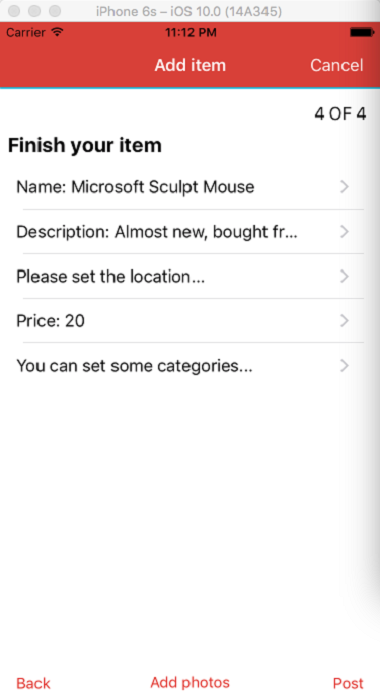 iPhone 6s – iOS 10.0 (14A345)
Carrier 11:12 PM
Add item Cancel
4 OF 4
Finish your item
Name: Microsoft Sculpt Mouse
Description: Almost new, bought fr...
Please set the location...
Price: 20
You can set some categories...
Back Add photos Post